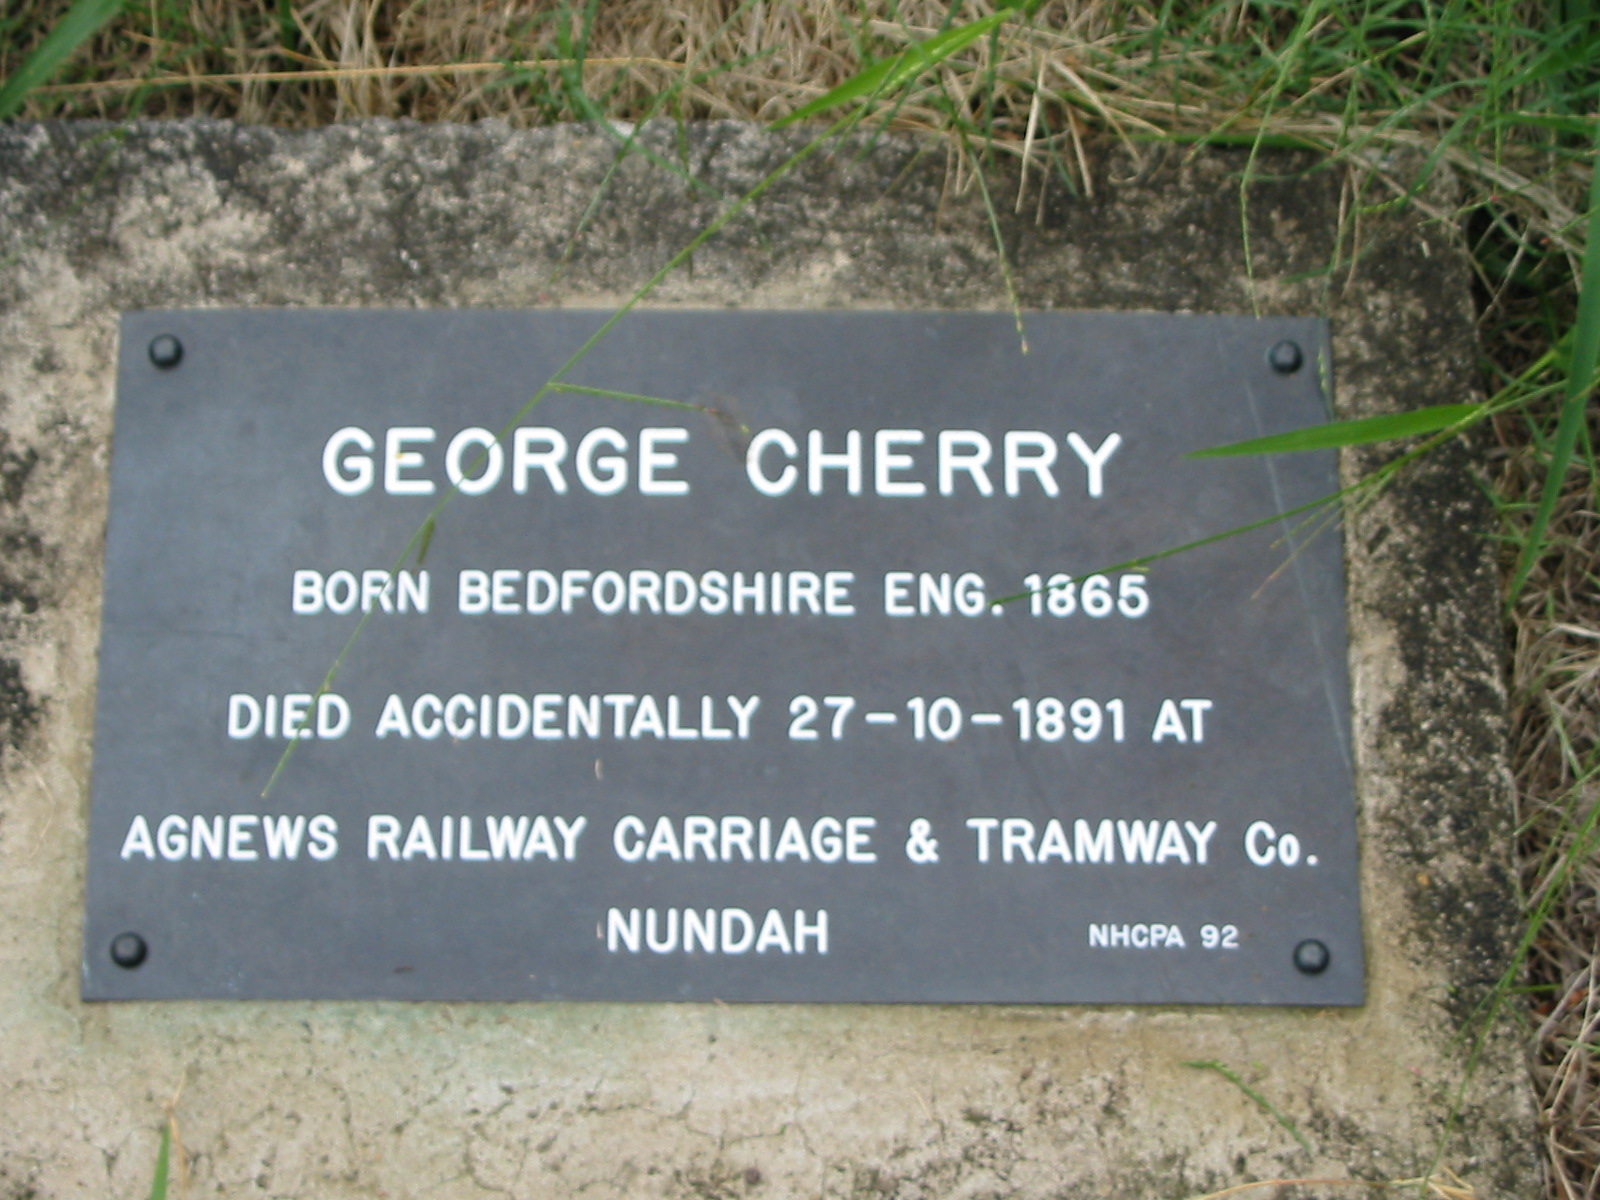 GEORGE CHERRY
BORN BEDFORDSHIRE ENG. 1865
DIED ACCIDENTALLY 27-10-1891 AT
AGNEWS RAILWAY CARRIAGE & TRAMWAY Co.
NUNDAH
NHCPA 92